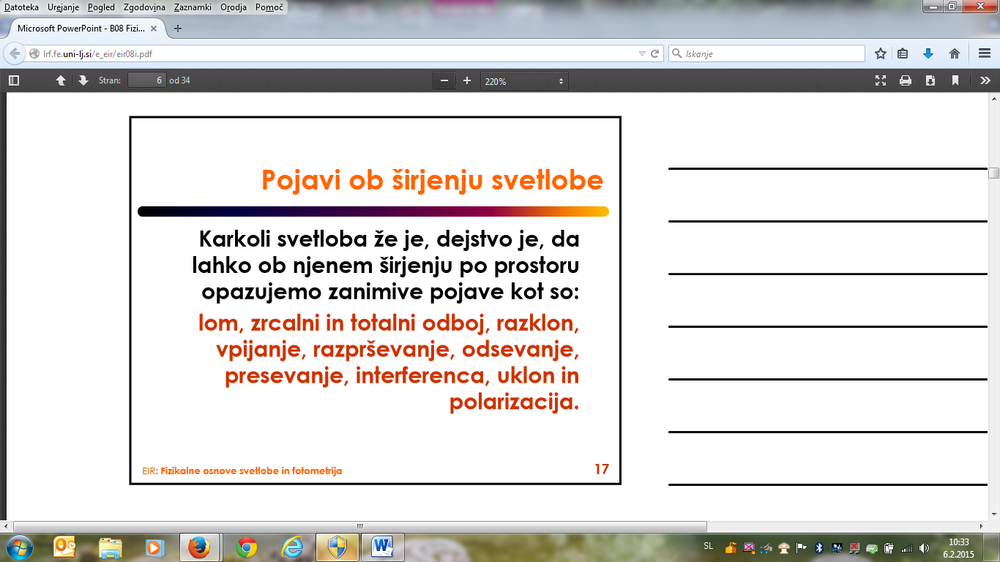 Datoteka Urejanje Pogled Zgodovina Zaznamki Orodja Pomoč
Microsoft PowerPoint - B08 Fizi...
lrf.fe.uni-lj.si/e_eir/eir08i.pdf
Iskanje
Stran: 6 od 34
220%
Pojavi ob širjenju svetlobe
Karkoli svetloba že je, dejstvo je, da
lahko ob njenem širjenju po prostoru
opazujemo zanimive pojave kot so:
lom, zrcalni in totalni odboj, razklon,
vpijanje, razprševanje, odsevanje,
presevanje, interferenca, uklon in
polarizacija.
EIR: Fizikalne osnove svetlobe in fotometrija
17
SL
10:33
6.2.2015